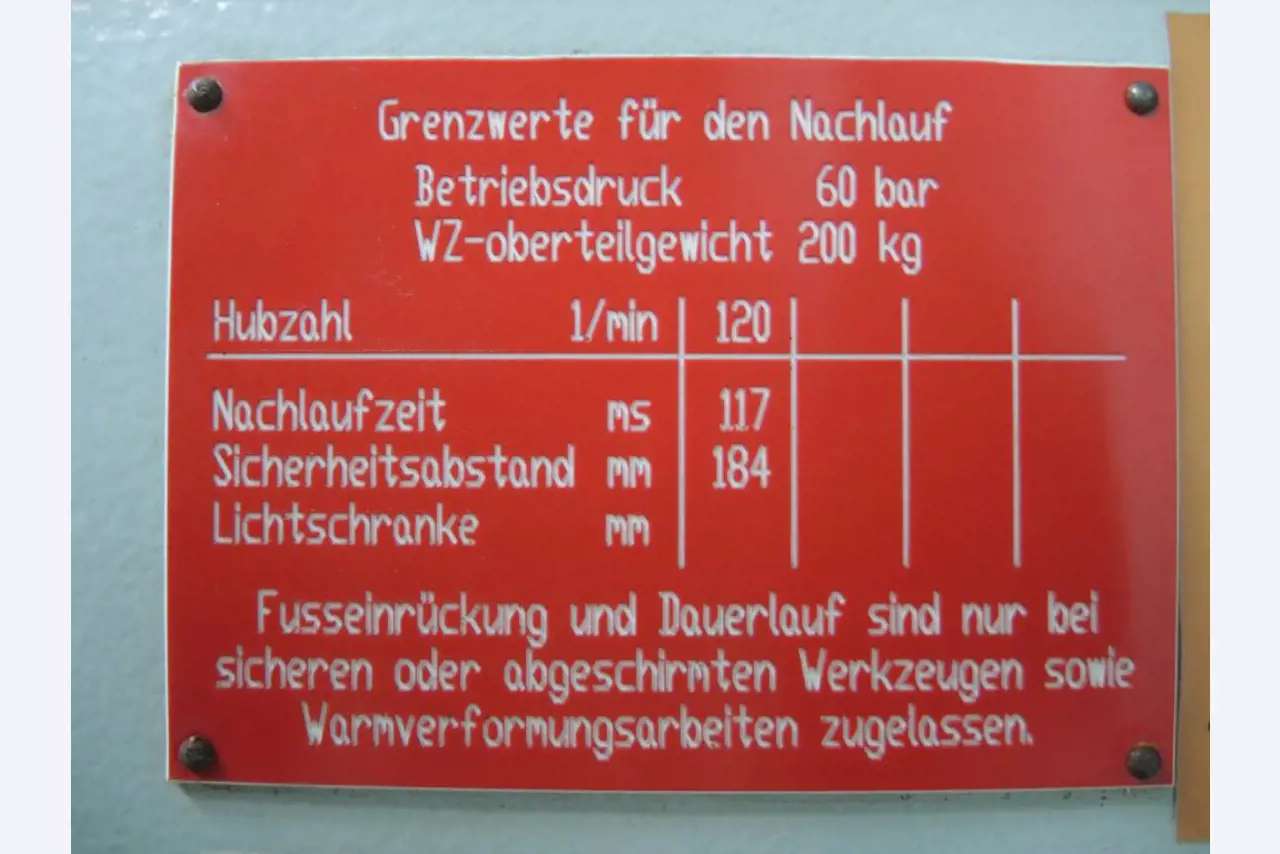 Grenzwerte für den Nachlauf
Betriebsdruck 60 bar
WZ-oberteilgewicht 200 kg
Hubzahl 1/min 120
Nachlaufzeit ms 117
Sicherheitsabstand mm 184
Lichtschranke mm
Fusseinrückung und Dauerlauf sind nur bei
sicheren oder abgeschirmten Werkzeugen sowie
Warmverformungsarbeiten zugelassen.